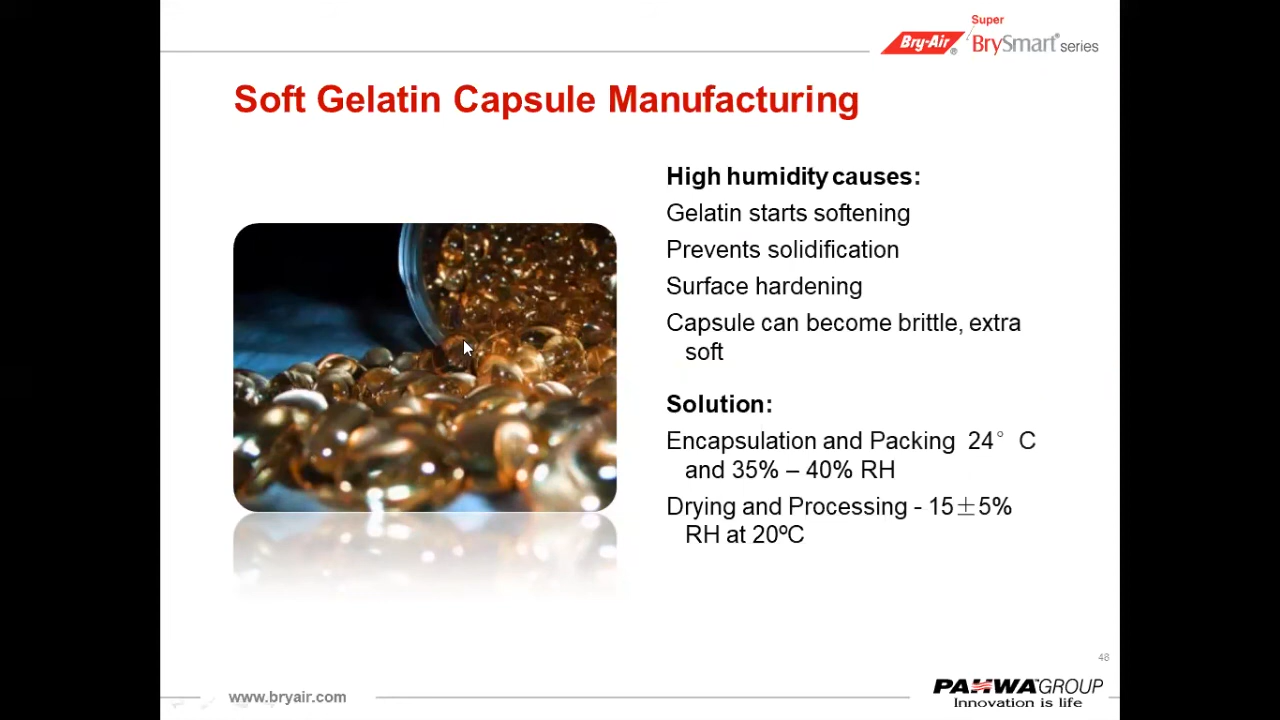 Super
Bry-Air® BrySmart® series
Soft Gelatin Capsule Manufacturing
High humidity causes:
Gelatin starts softening
Prevents solidification
Surface hardening
Capsule can become brittle, extra
soft
Solution:
Encapsulation and Packing 24° C
and 35% – 40% RH
Drying and Processing - 15±5%
RH at 20ºC
48
www.bryair.com
PAHWA GROUP
Innovation is life